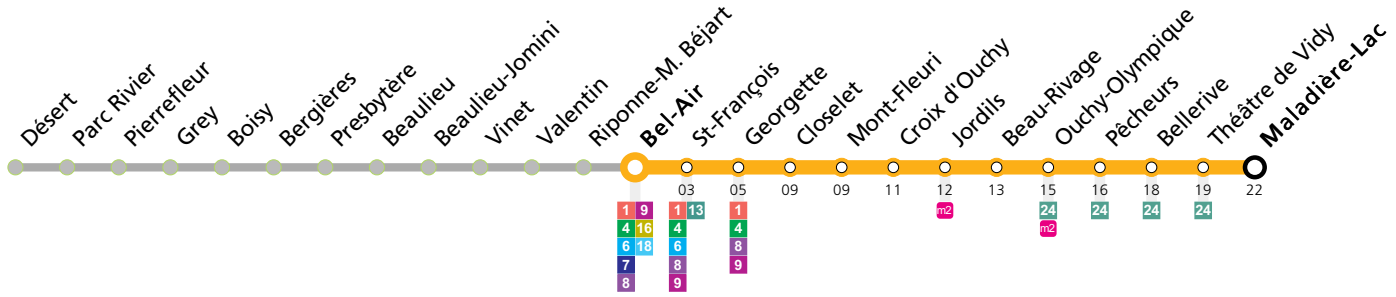 Désert
Parc Rivier
Pierrefleur
Grey
Boisy
Bergières
Presbytère
Beaulieu
Beaulieu-Jomini
Vinet
Valentin
Riponne-M. Béjart
Bel-Air
St-François
Georgette
Closelet
Mont-Fleuri
Croix d'Ouchy
Jordils
Beau-Rivage
Ouchy-Olympique
Pêcheurs
Bellerive
Théâtre de Vidy
Maladière-Lac
03 05 09 09 11 12 13 15 16 18 19 22
1 9 1 13 1 m2 24 24 24 24
4 16 4 4 m2
6 18 6 8
7 8 9
8 9